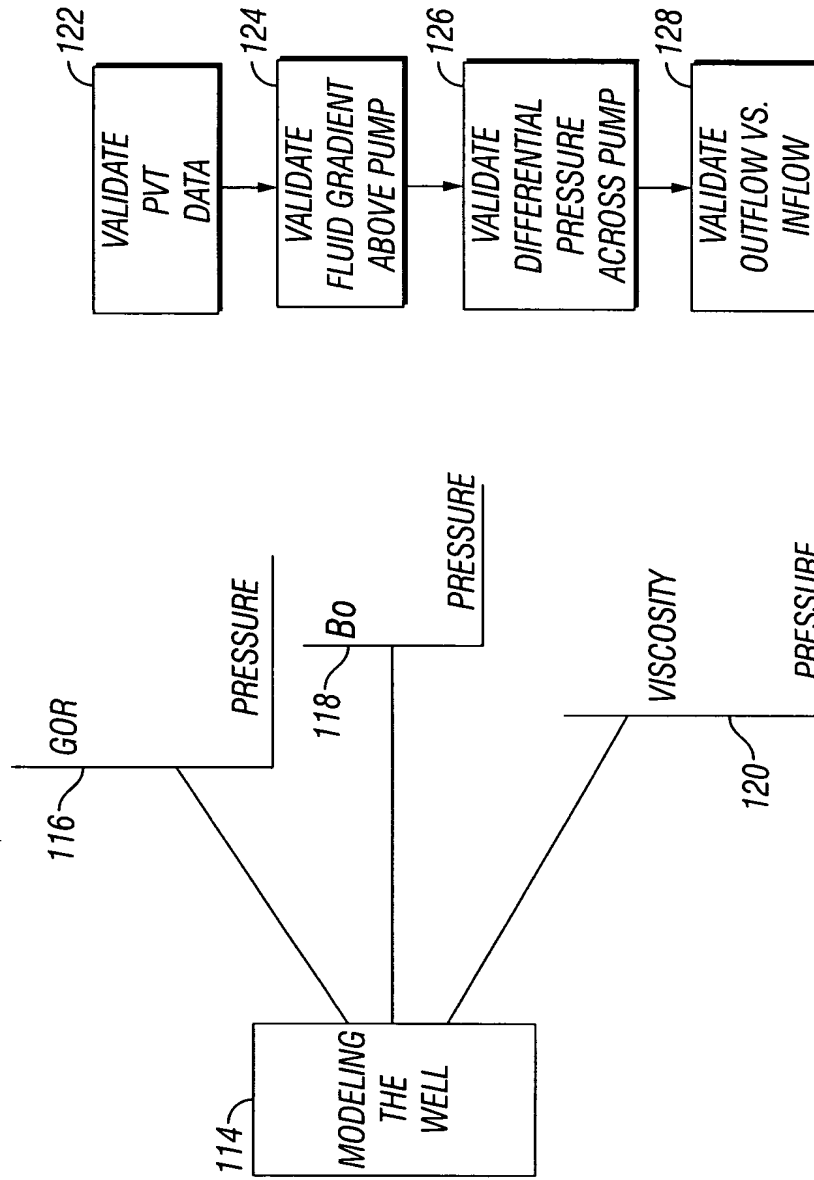 114
MODELING
THE
WELL
116
GOR
PRESSURE
118
Bo
PRESSURE
120
VISCOSITY
PRESSURE
122
VALIDATE
PVT
DATA
124
VALIDATE
FLUID GRADIENT
ABOVE PUMP
126
VALIDATE
DIFFERENTIAL
PRESSURE
ACROSS PUMP
128
VALIDATE
OUTFLOW VS.
INFLOW